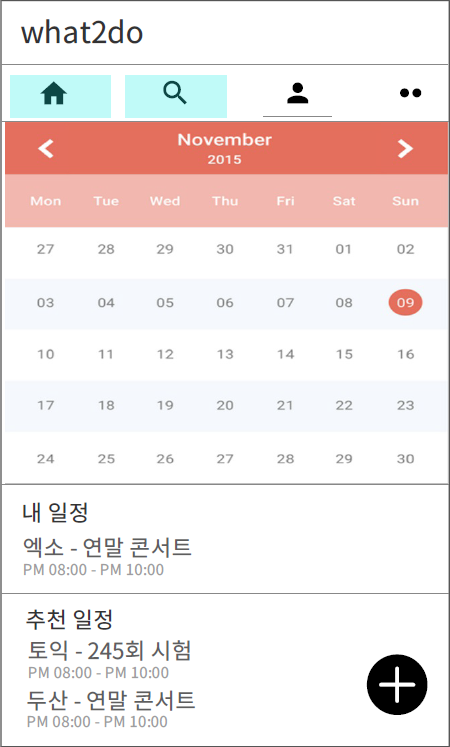 what2do
November
2015
Mon Tue Wed Thu Fri Sat Sun
27 28 29 30 31 01 02
03 04 05 06 07 08 09
10 11 12 13 14 15 16
17 18 19 20 21 22 23
24 25 26 27 28 29 30
내 일정
엑소 - 연말 콘서트
PM 08:00 - PM 10:00
추천 일정
토익 - 245회 시험
PM 08:00 - PM 10:00
두산 - 연말 콘서트
PM 08:00 - PM 10:00